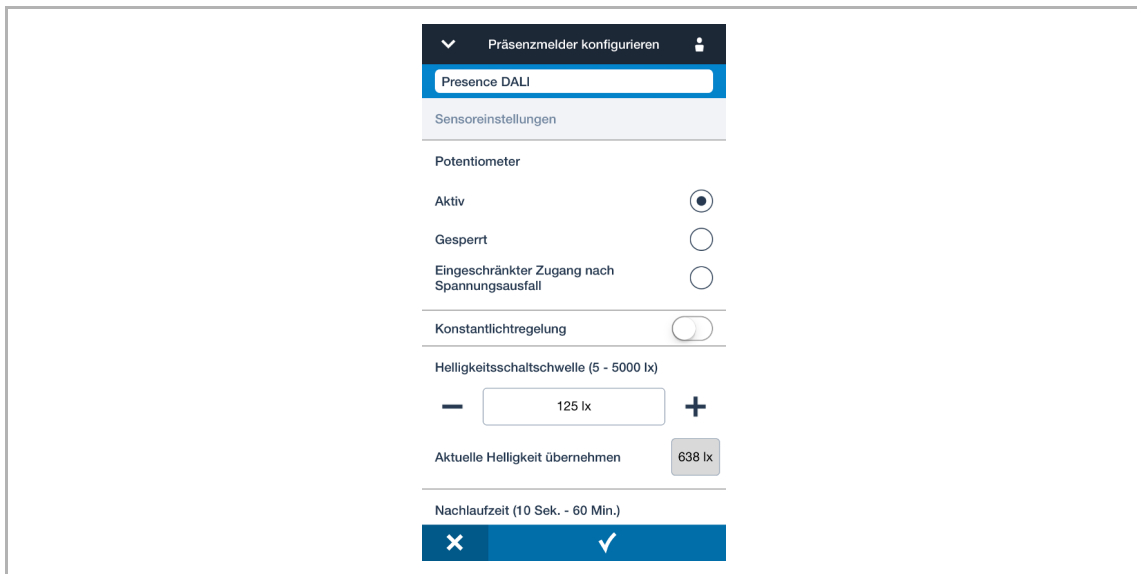 Präsenzmelder konfigurieren
Presence DALI
Sensoreinstellungen
Potentiometer
Aktiv
Gesperrt
Eingeschränkter Zugang nach
Spannungsausfall
Konstantlichtregelung
Helligkeitsschaltschwelle (5 - 5000 lx)
125 lx
Aktuelle Helligkeit übernehmen 638 lx
Nachlaufzeit (10 Sek. - 60 Min.)